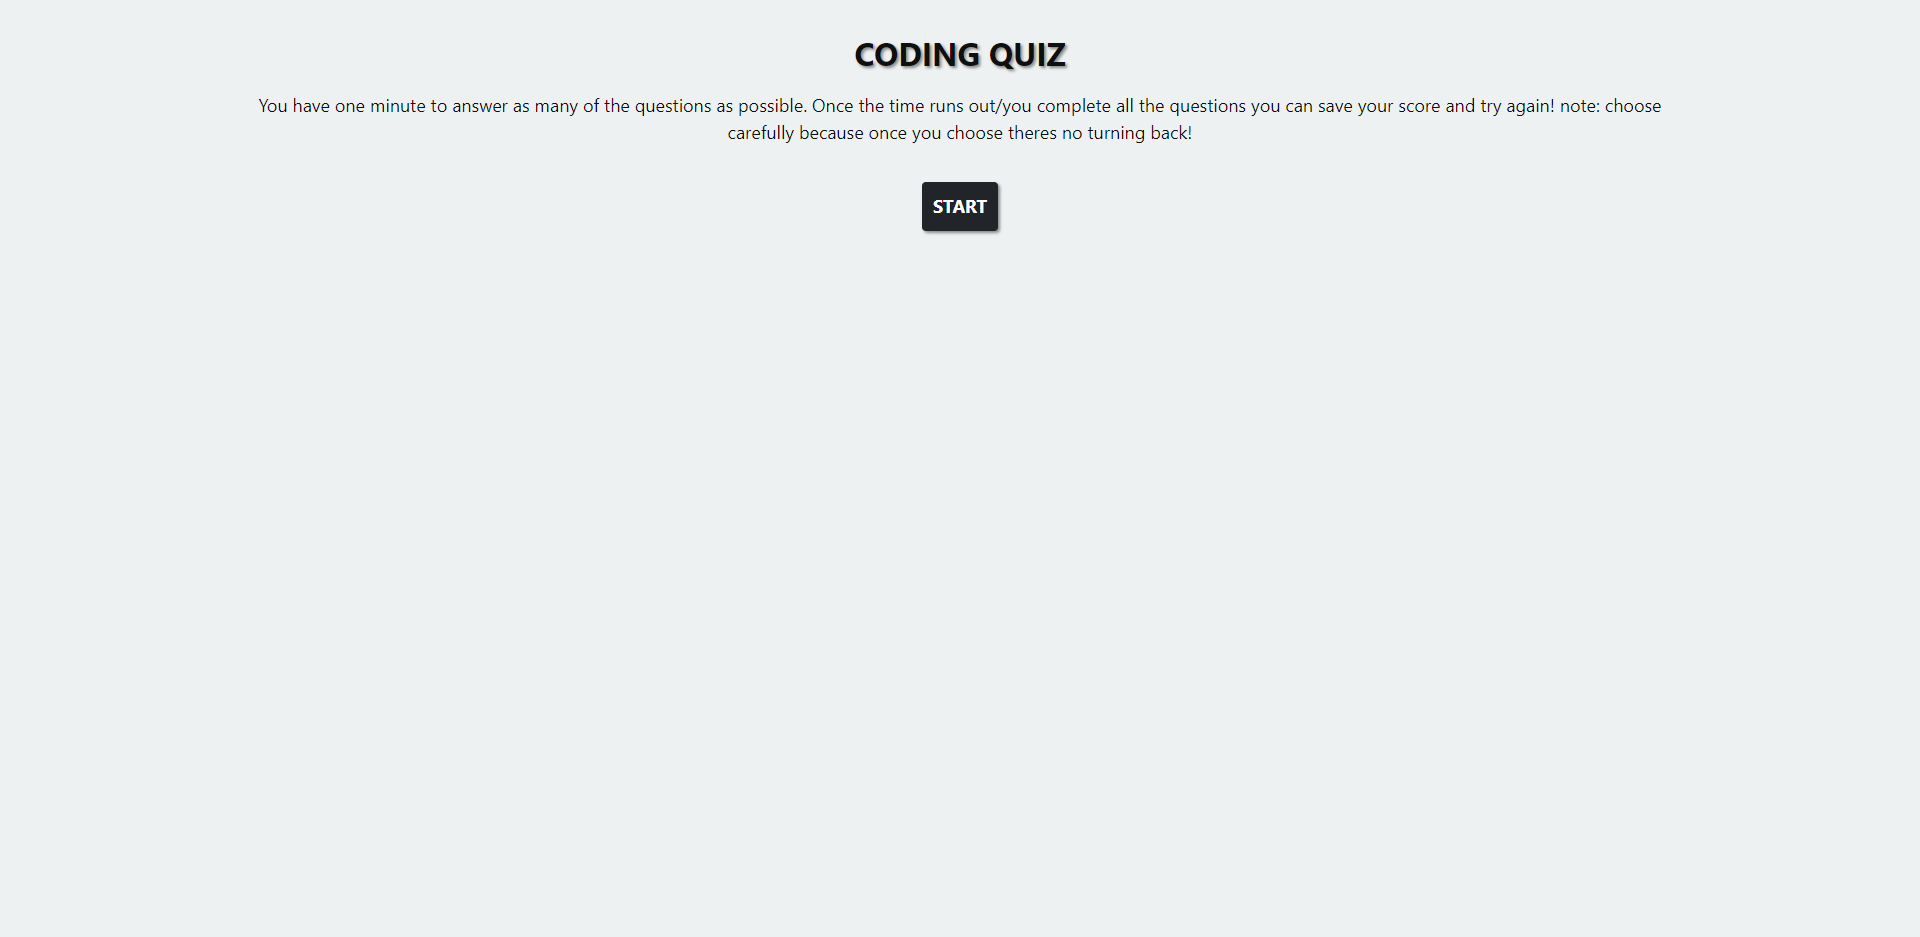 CODING QUIZ
You have one minute to answer as many of the questions as possible. Once the time runs out/you complete all the questions you can save your score and try again! note: choose
carefully because once you choose theres no turning back!
START